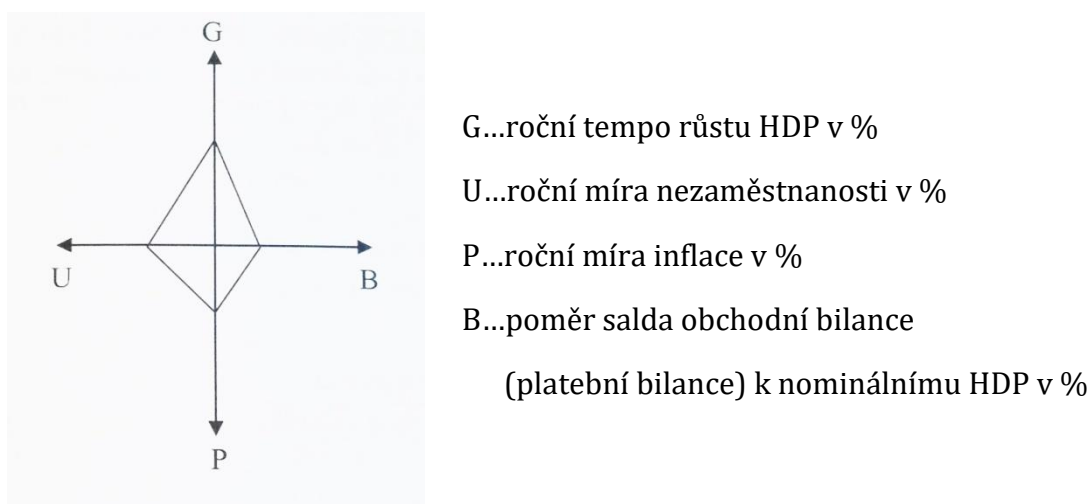 G
U
B
P
G…roční tempo růstu HDP v %
U…roční míra nezaměstnanosti v %
P…roční míra inflace v %
B…poměr salda obchodní bilance
(platební bilance) k nominálnímu HDP v %